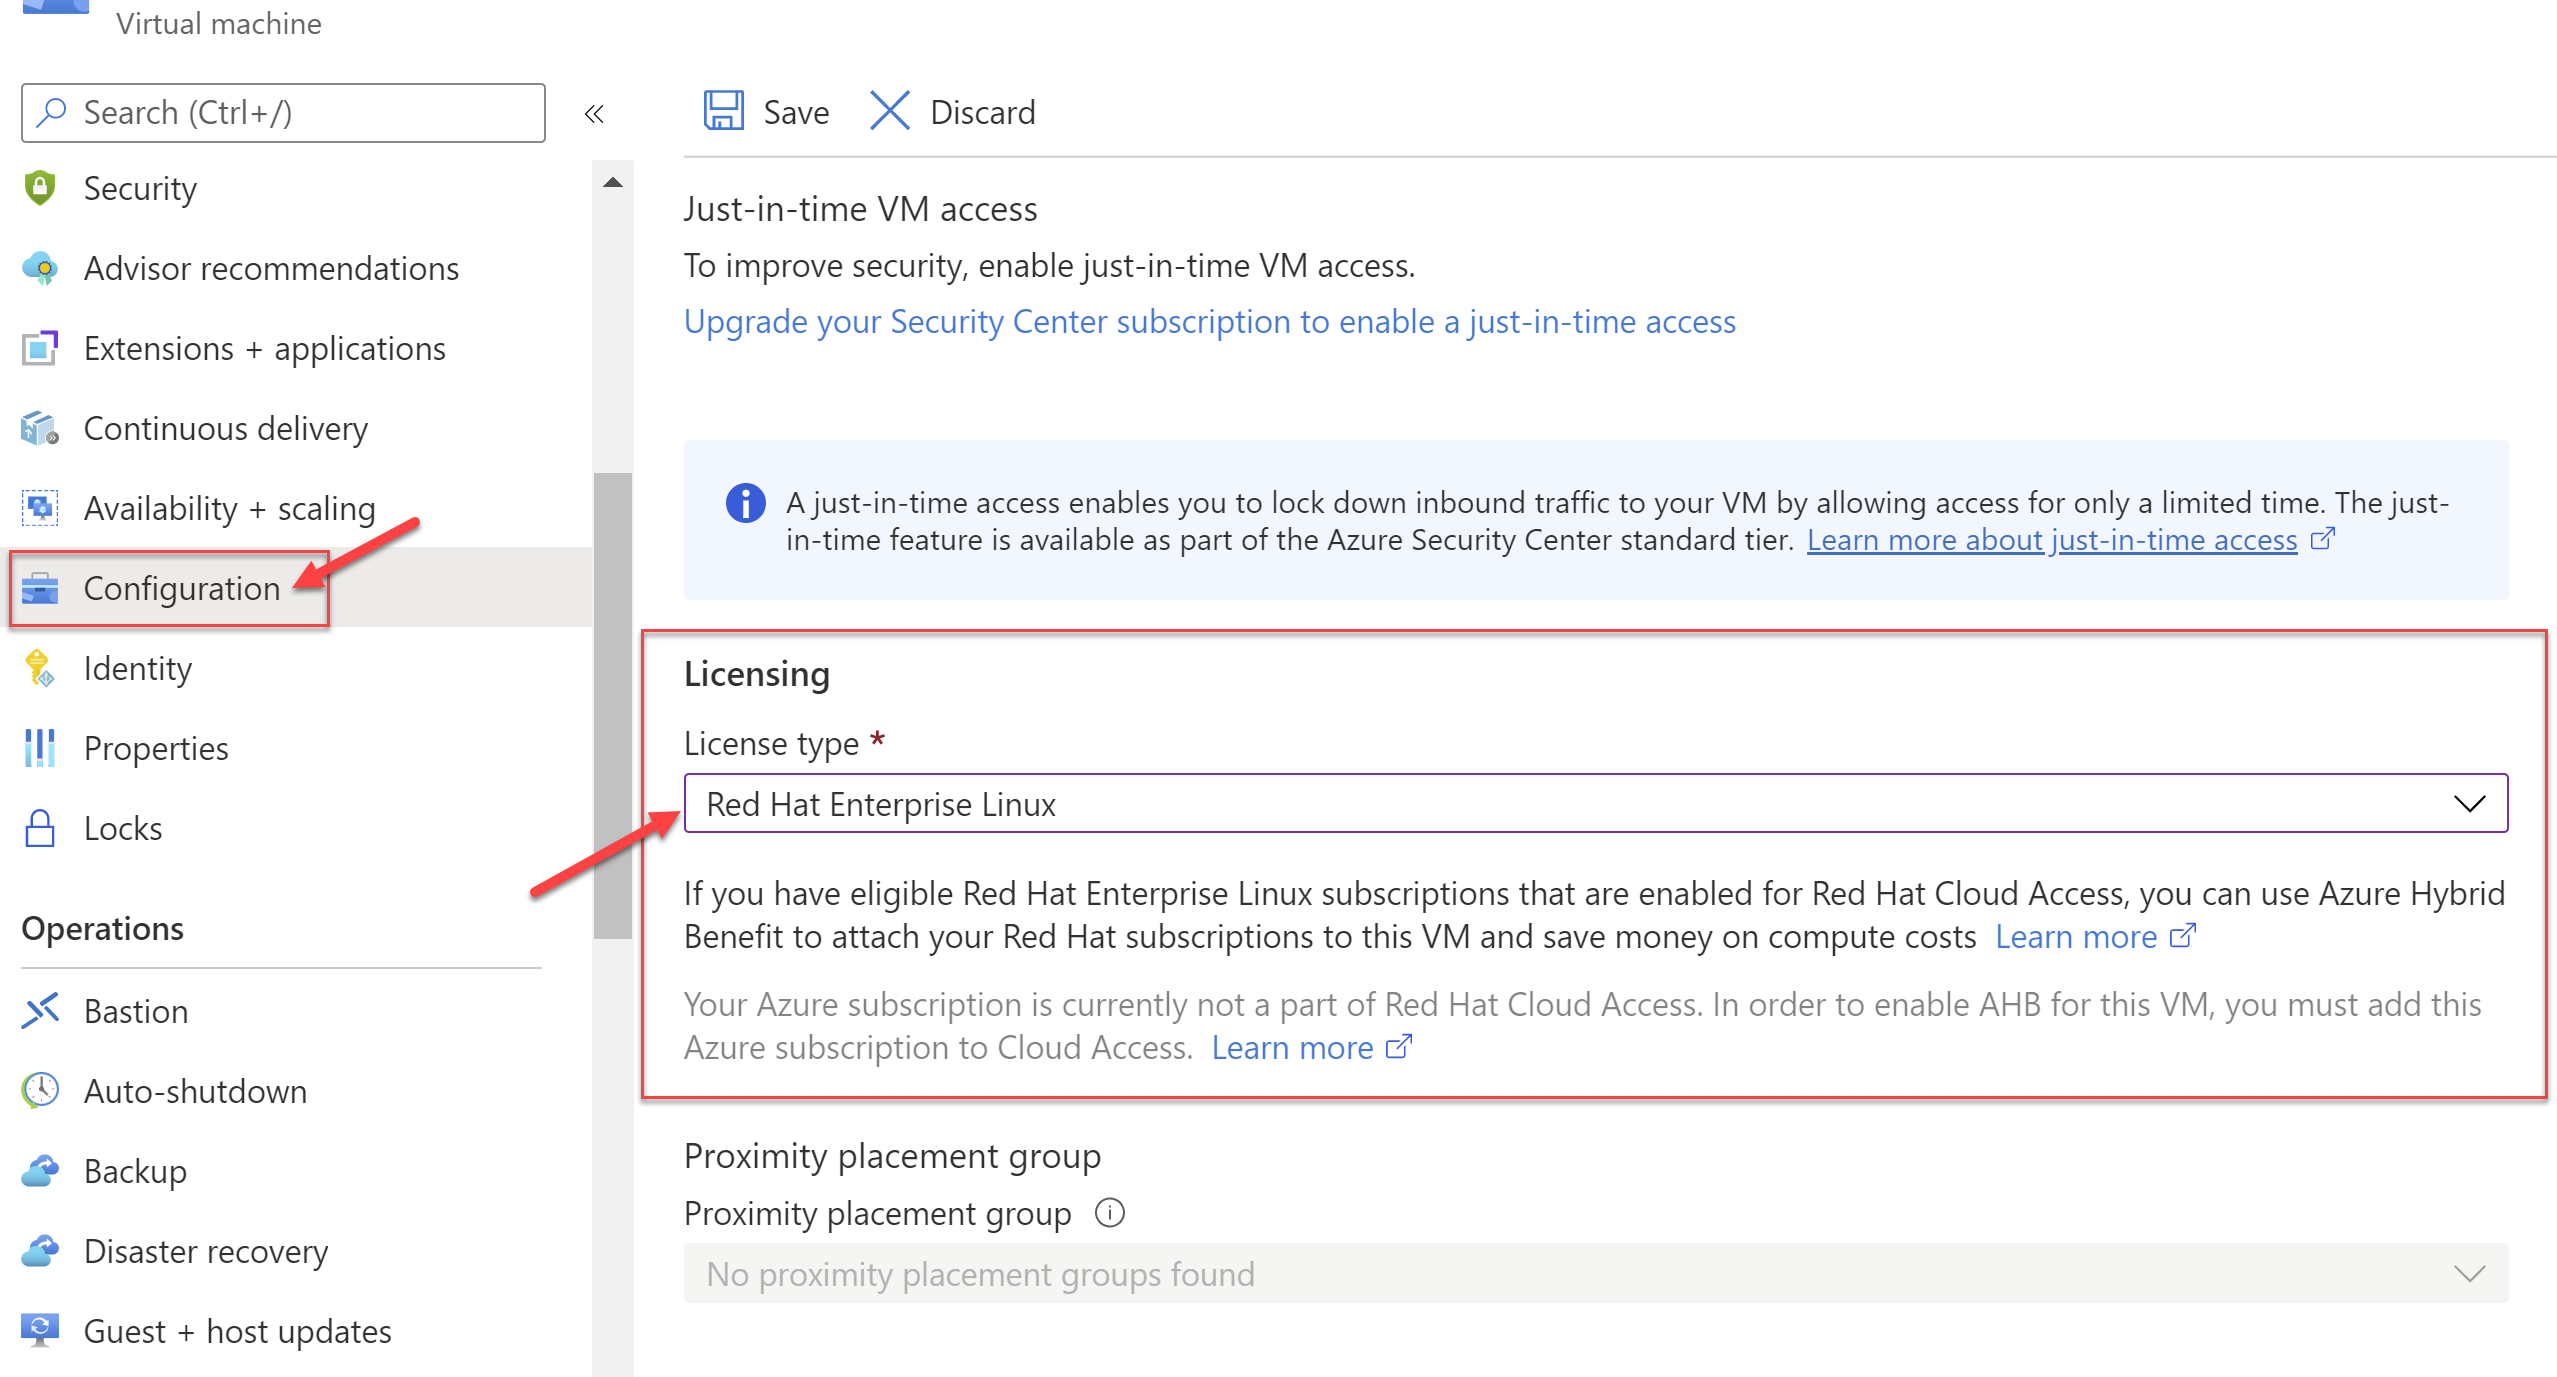 Virtual machine
Search (Ctrl+/)
«
Security
Advisor recommendations
Extensions + applications
Continuous delivery
Availability + scaling
Configuration
Identity
Properties
Locks
Operations
Bastion
Auto-shutdown
Backup
Disaster recovery
Guest + host updates
Save
Discard
Just-in-time VM access
To improve security, enable just-in-time VM access.
Upgrade your Security Center subscription to enable a just-in-time access
A just-in-time access enables you to lock down inbound traffic to your VM by allowing access for only a limited time. The just-
in-time feature is available as part of the Azure Security Center standard tier. Learn more about just-in-time access
Licensing
License type *
Red Hat Enterprise Linux
If you have eligible Red Hat Enterprise Linux subscriptions that are enabled for Red Hat Cloud Access, you can use Azure Hybrid
Benefit to attach your Red Hat subscriptions to this VM and save money on compute costs Learn more
Your Azure subscription is currently not a part of Red Hat Cloud Access. In order to enable AHB for this VM, you must add this
Azure subscription to Cloud Access. Learn more
Proximity placement group
Proximity placement group
No proximity placement groups found